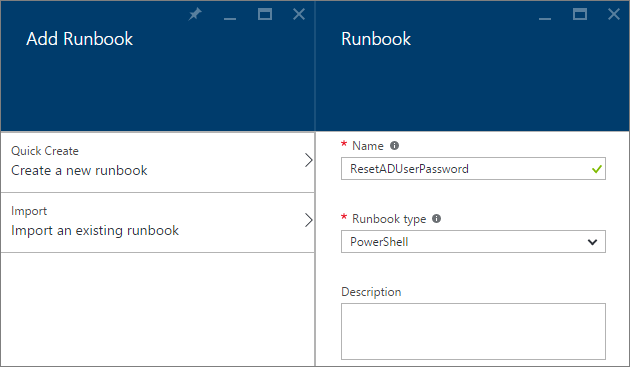 Add Runbook
Quick Create
Create a new runbook
Import
Import an existing runbook
Runbook
* Name
ResetADUserPassword
* Runbook type
PowerShell
Description